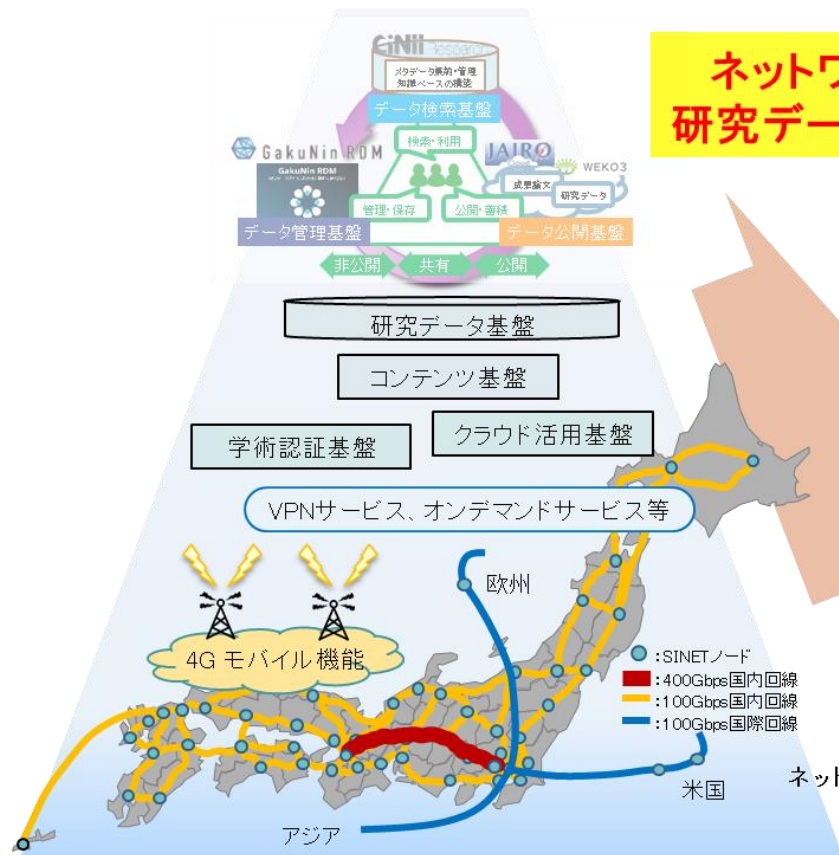 CiNii Research
メタデータ集約・管理
知識ベースの構築
データ検索基盤
検索・利用
GakuNin RDM
GakuNin RDM
管理・保存
公開・蓄積
JAIRO
WEKO3
成果論文
研究データ
データ管理基盤
データ公開基盤
非公開
共有
公開
ネットワ
研究デー
研究データ基盤
コンテンツ基盤
学術認証基盤
クラウド活用基盤
VPNサービス、オンデマンドサービス等
欧州
4G モバイル機能
:SINETノード
:400Gbps国内回線
:100Gbps国内回線
:100Gbps国際回線
米国
ネット
アジア